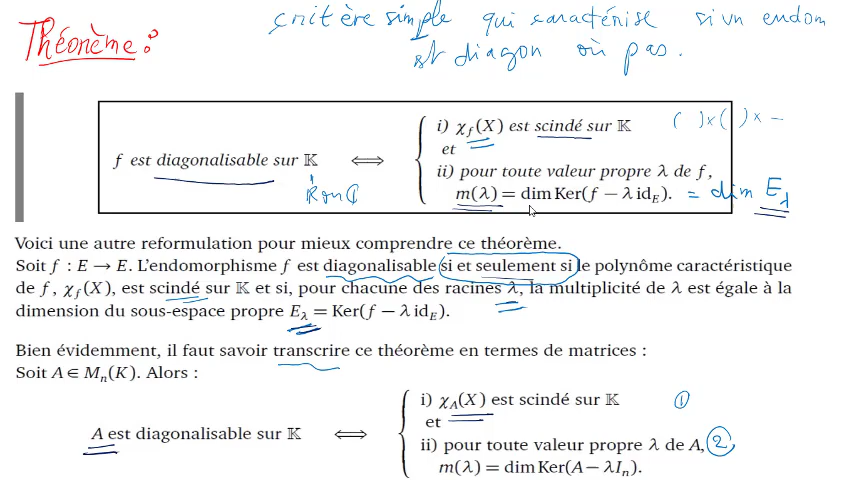 critère simple qui caractérise si un endom
Théorème :
est diagon où pas.
f est diagonalisable sur 𝕂 ⟺ { i) χ_f(X) est scindé sur 𝕂 ( )×( )× –
et
ii) pour toute valeur propre λ de f,
m(λ) = dim Ker(f − λ id_E). = dim E_λ
ℝ ou ℂ
Voici une autre reformulation pour mieux comprendre ce théorème.
Soit f : E → E. L'endomorphisme f est diagonalisable si et seulement si le polynôme caractéristique
de f, χ_f(X), est scindé sur 𝕂 et si, pour chacune des racines λ, la multiplicité de λ est égale à la
dimension du sous-espace propre E_λ = Ker(f − λ id_E).
Bien évidemment, il faut savoir transcrire ce théorème en termes de matrices :
Soit A ∈ M_n(K). Alors :
A est diagonalisable sur 𝕂 ⟺ { i) χ_A(X) est scindé sur 𝕂 ①
et
ii) pour toute valeur propre λ de A, ②
m(λ) = dim Ker(A − λI_n).